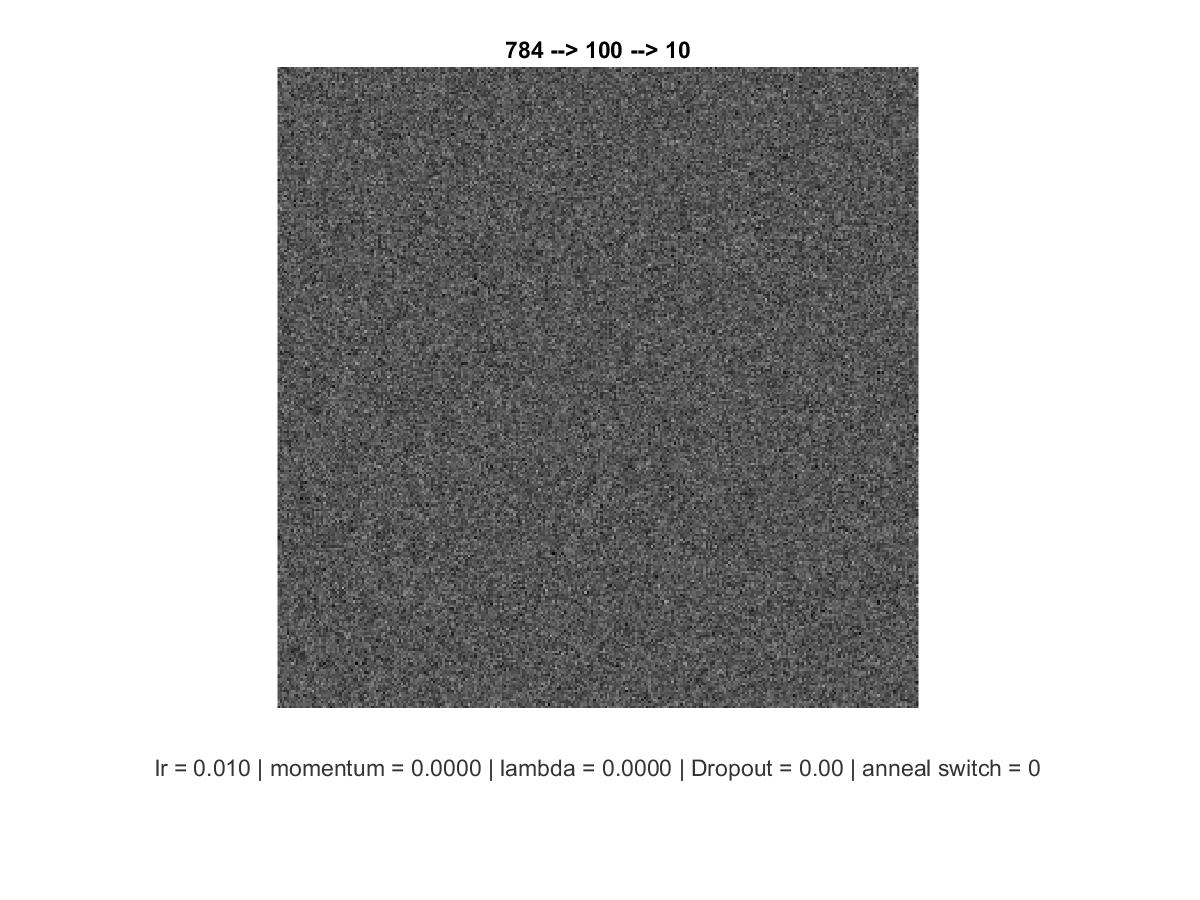 784 --> 100 --> 10
lr = 0.010 | momentum = 0.0000 | lambda = 0.0000 | Dropout = 0.00 | anneal switch = 0